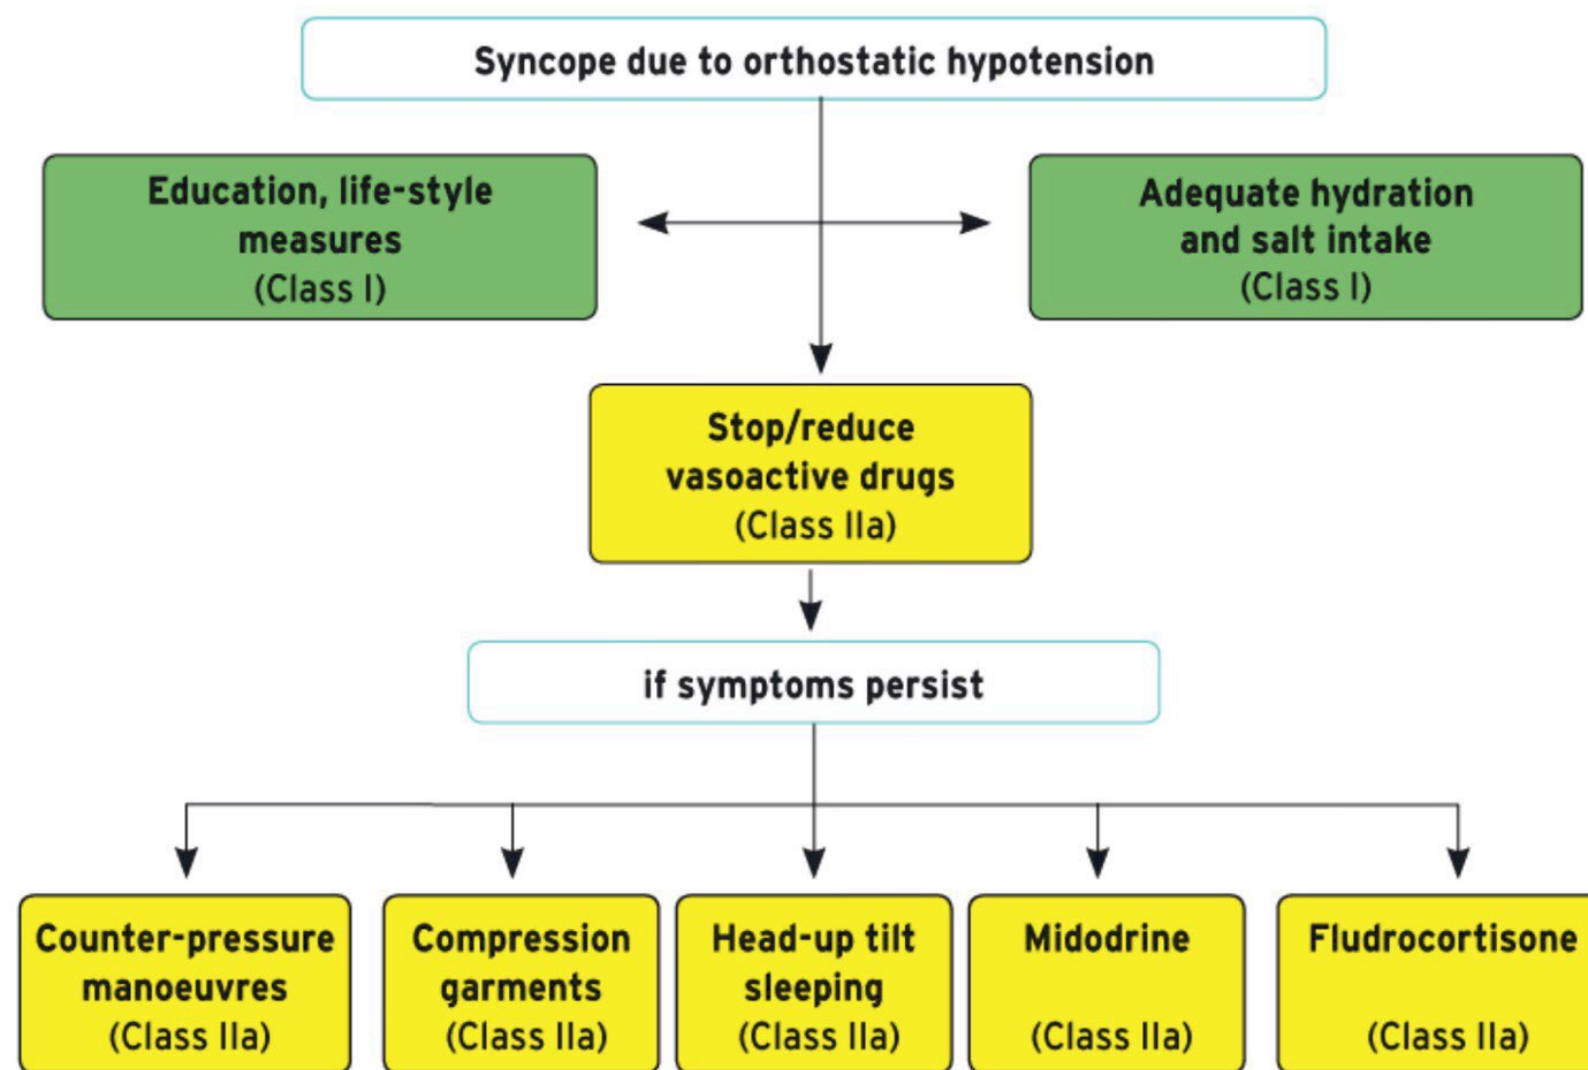 Syncope due to orthostatic hypotension
Education, life-style
measures
(Class I)
Adequate hydration
and salt intake
(Class I)
Stop/reduce
vasoactive drugs
(Class IIa)
if symptoms persist
Counter-pressure
manoeuvres
(Class IIa)
Compression
garments
(Class IIa)
Head-up tilt
sleeping
(Class IIa)
Midodrine
(Class IIa)
Fludrocortisone
(Class IIa)